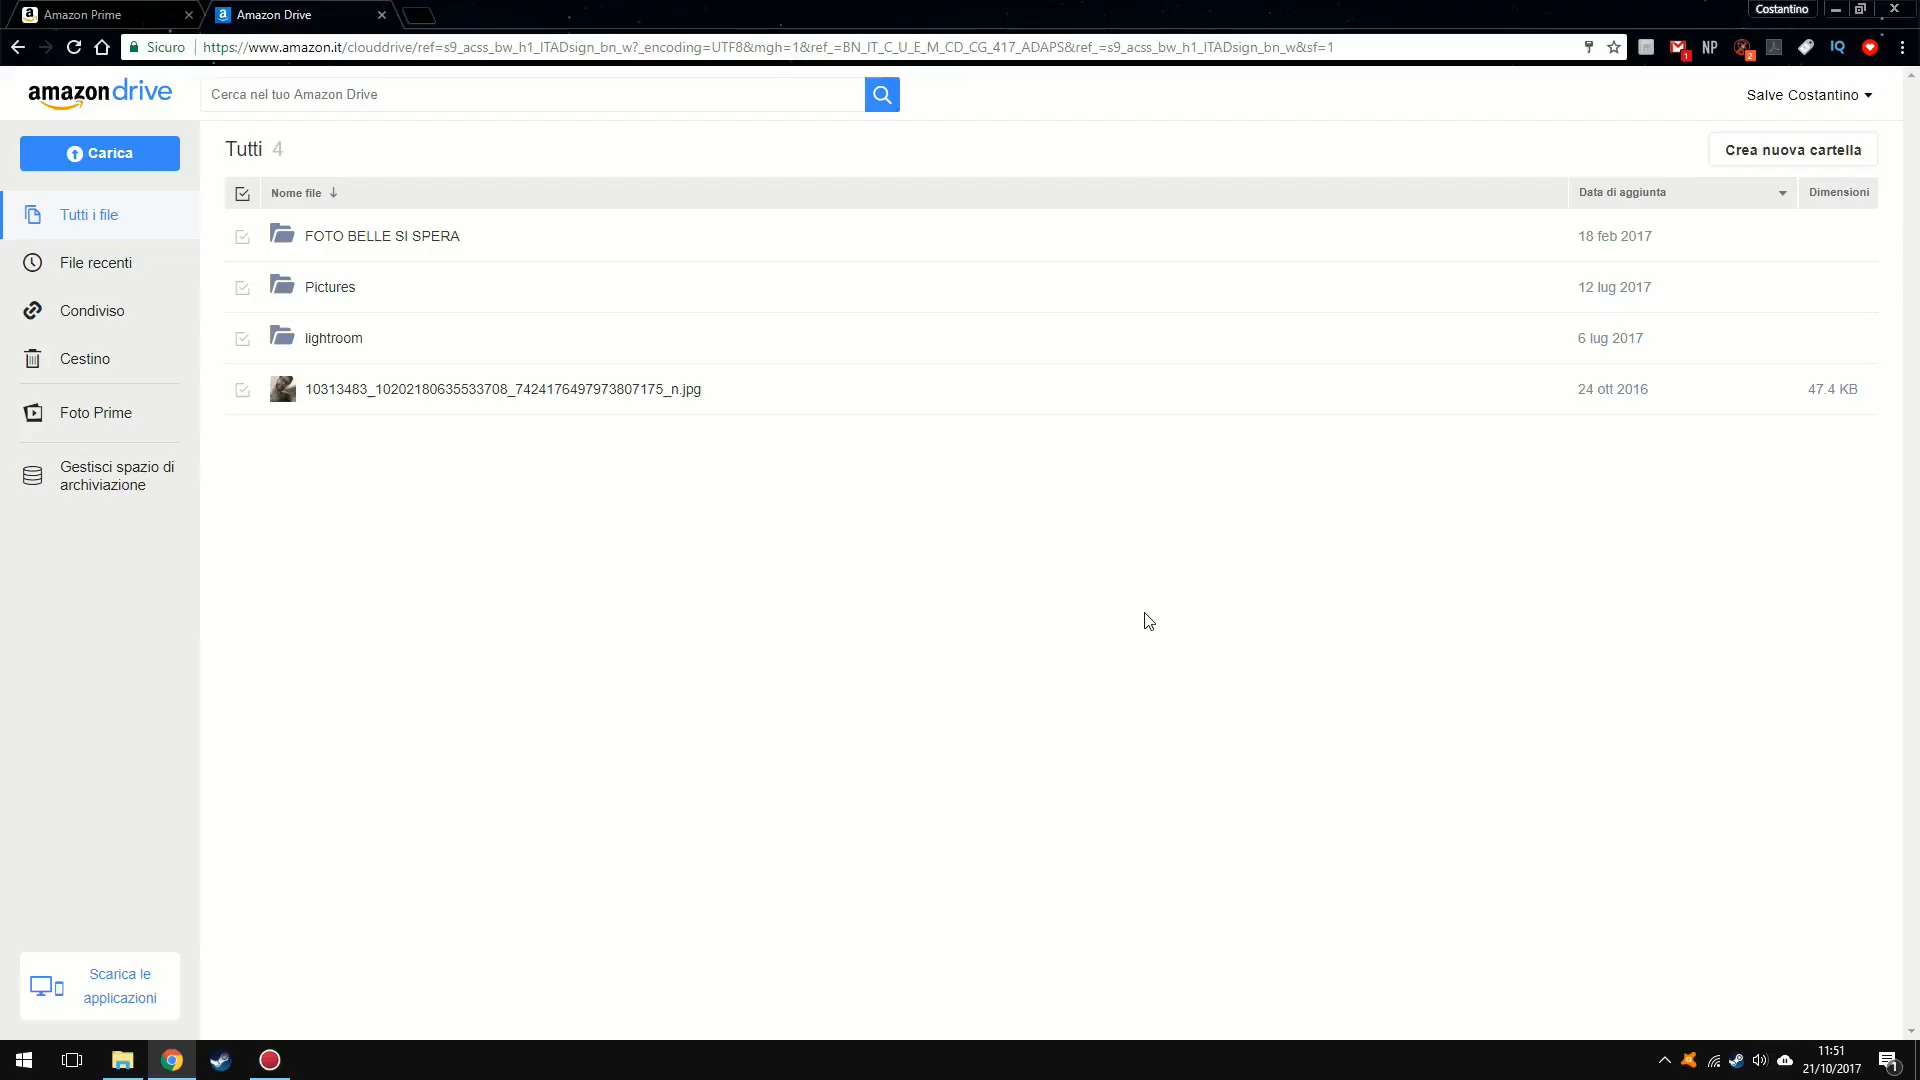 Amazon Prime
Amazon Drive
Costantino
Sicuro
https://www.amazon.it/clouddrive/ref=s9_acss_bw_h1_ITADsign_bn_w?_encoding=UTF8&mgh=1&ref_=BN_IT_C_U_E_M_CD_CG_417_ADAPS&ref_=s9_acss_bw_h1_ITADsign_bn_w&sf=1
1
NP
2
IQ
amazondrive
Cerca nel tuo Amazon Drive
Salve Costantino
Carica
Tutti 4
Crea nuova cartella
Nome file
Data di aggiunta
Dimensioni
Tutti i file
File recenti
Condiviso
Cestino
Foto Prime
Gestisci spazio di
archiviazione
FOTO BELLE SI SPERA
18 feb 2017
Pictures
12 lug 2017
lightroom
6 lug 2017
10313483_10202180635533708_7424176497973807175_n.jpg
24 ott 2016
47.4 KB
Scarica le
applicazioni
11:51
21/10/2017
1